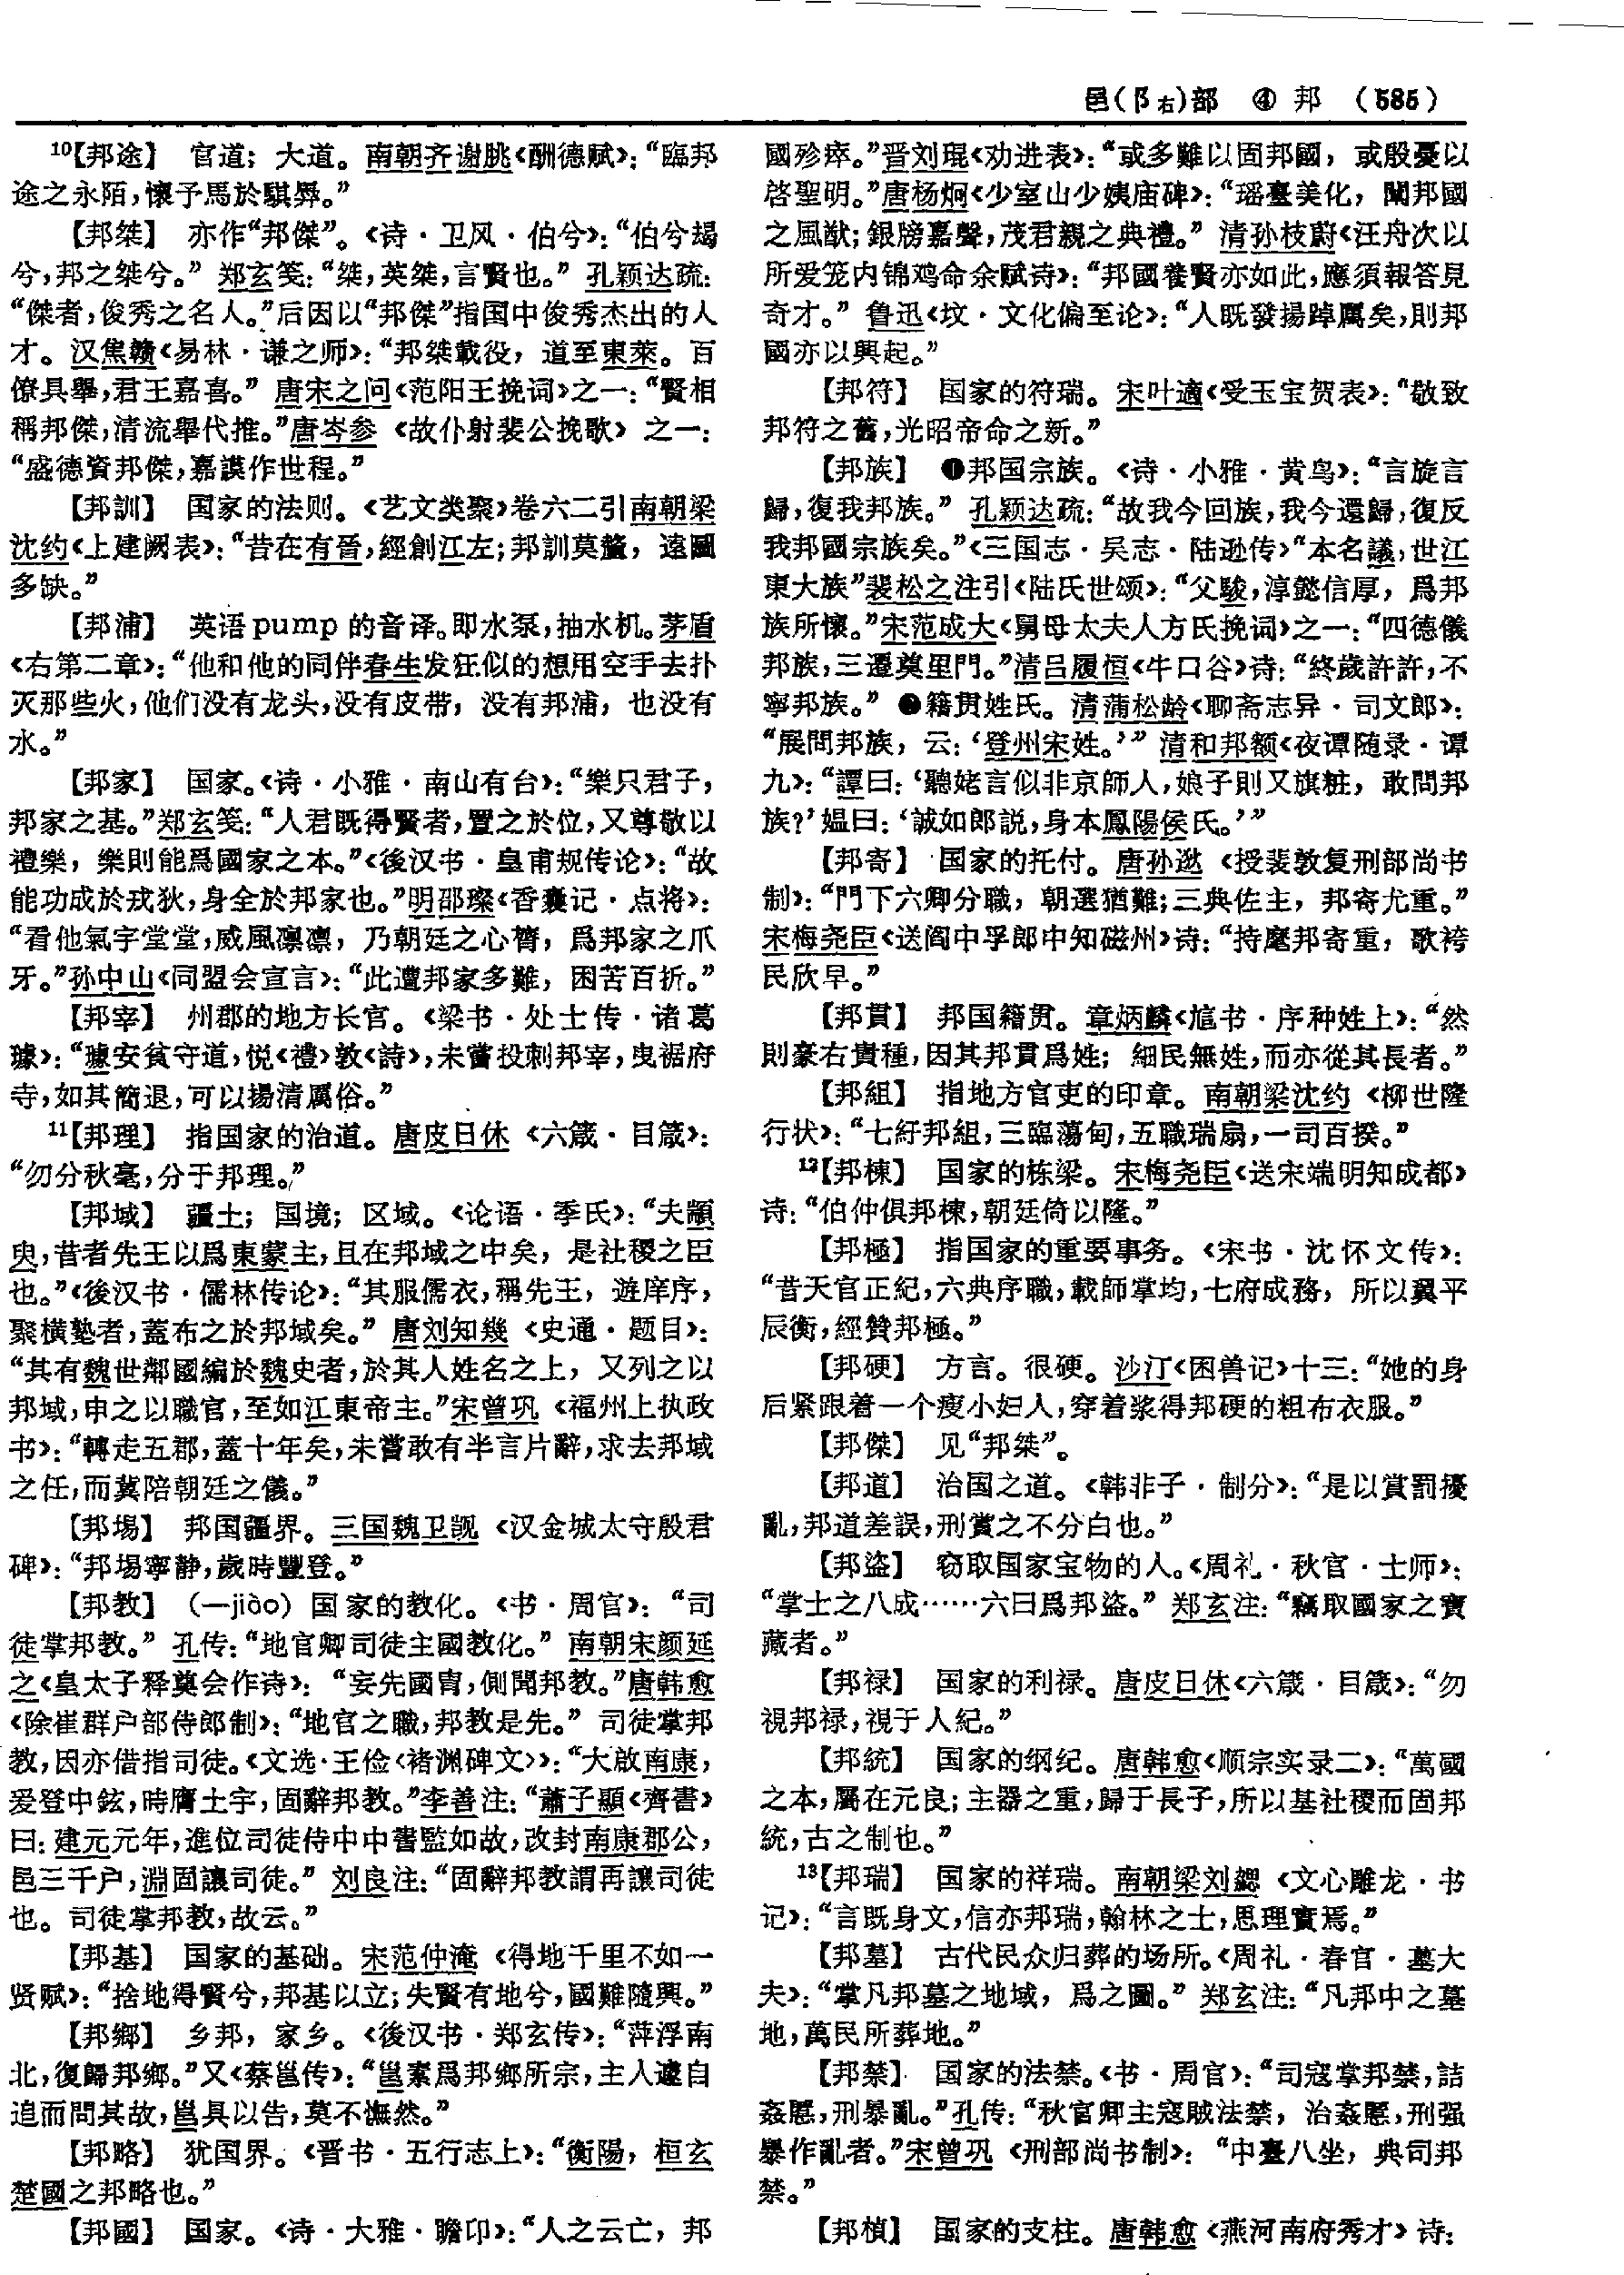 邑(阝右)部 ④ 邦 (585)
¹⁰【邦途】 官道；大道。南朝齐谢朓《酬德赋》：“臨邦
途之永陌，懷予馬於騏驛。”
【邦桀】 亦作“邦傑”。《诗·卫风·伯兮》：“伯兮朅
兮，邦之桀兮。”郑玄笺：“桀，英桀，言賢也。”孔颖达疏：
“傑者，俊秀之名人。”后因以“邦傑”指国中俊秀杰出的人
才。汉焦赣《易林·谦之师》：“邦桀載役，道至東萊。百
僚具舉，君王嘉喜。”唐宋之问《范阳王挽词》之一：“賢相
稱邦傑，清流舉代推。”唐岑参《故仆射裴公挽歌》之一：
“盛德資邦傑，嘉謨作世程。”
【邦訓】 国家的法则。《艺文类聚》卷六二引南朝梁
沈约《上建阙表》：“昔在有晉，經創江左；邦訓莫釐，遠圖
多缺。”
【邦浦】 英语 pump 的音译。即水泵，抽水机。茅盾
《右第二章》：“他和他的同伴春生发狂似的想用空手去扑
灭那些火，他们没有龙头，没有皮带，没有邦浦，也没有
水。”
【邦家】 国家。《诗·小雅·南山有台》：“樂只君子，
邦家之基。”郑玄笺：“人君既得賢者，置之於位，又尊敬以
禮樂，樂則能爲國家之本。”《後汉书·皇甫规传论》：“故
能功成於戎狄，身全於邦家也。”明邵璨《香囊记·点将》：
“看他氣宇堂堂，威風凛凛，乃朝廷之心膂，爲邦家之爪
牙。”孙中山《同盟会宣言》：“此遭邦家多難，困苦百折。”
【邦宰】 州郡的地方长官。《梁书·处士传·诸葛
璩》：“璩安貧守道，悦《禮》敦《詩》，未嘗投刺邦宰，曳裾府
寺，如其簡退，可以揚清厲俗。”
¹¹【邦理】 指国家的治道。唐皮日休《六箴·目箴》：
“勿分秋毫，分于邦理。”
【邦域】 疆土；国境；区域。《论语·季氏》：“夫顓
臾，昔者先王以爲東蒙主，且在邦域之中矣，是社稷之臣
也。”《後汉书·儒林传论》：“其服儒衣，稱先王，遊庠序，
聚横塾者，蓋布之於邦域矣。”唐刘知幾《史通·题目》：
“其有魏世鄰國編於魏史者，於其人姓名之上，又列之以
邦域，申之以職官，至如江東帝主。”宋曾巩《福州上执政
书》：“轉走五郡，蓋十年矣，未嘗敢有半言片辭，求去邦域
之任，而冀陪朝廷之儀。”
【邦埸】 邦国疆界。三国魏卫觊《汉金城太守殷君
碑》：“邦埸寧静，歲時豐登。”
【邦教】 (—jiào) 国家的教化。《书·周官》：“司
徒掌邦教。”孔传：“地官卿司徒主國教化。”南朝宋颜延
之《皇太子释奠会作诗》：“妄先國胄，側聞邦教。”唐韩愈
《除崔群户部侍郎制》：“地官之職，邦教是先。”司徒掌邦
教，因亦借指司徒。《文选·王俭〈褚渊碑文〉》：“大啟南康，
爰登中鉉，時膺土宇，固辭邦教。”李善注：“蕭子顯《齊書》
曰：建元元年，進位司徒侍中中書監如故，改封南康郡公，
邑三千户，淵固讓司徒。”刘良注：“固辭邦教謂再讓司徒
也。司徒掌邦教，故云。”
【邦基】 国家的基础。宋范仲淹《得地千里不如一
贤赋》：“捨地得賢兮，邦基以立；失賢有地兮，國難隨興。”
【邦鄉】 乡邦，家乡。《後汉书·郑玄传》：“萍浮南
北，復歸邦鄉。”又《蔡邕传》：“邕素爲邦鄉所宗，主人遽自
追而問其故，邕具以告，莫不憮然。”
【邦略】 犹国界。《晋书·五行志上》：“衡陽，桓玄
楚國之邦略也。”
【邦國】 国家。《诗·大雅·瞻卬》：“人之云亡，邦
國殄瘁。”晋刘琨《劝进表》：“或多難以固邦國，或殷憂以
啓聖明。”唐杨炯《少室山少姨庙碑》：“瑶臺美化，闡邦國
之風猷；銀牓嘉聲，茂君親之典禮。”清孙枝蔚《汪舟次以
所爱笼内锦鸡命余赋诗》：“邦國養賢亦如此，應須報答見
奇才。”鲁迅《坟·文化偏至论》：“人既發揚踔厲矣，則邦
國亦以興起。”
【邦符】 国家的符瑞。宋叶適《受玉宝贺表》：“敬致
邦符之舊，光昭帝命之新。”
【邦族】 ❶邦国宗族。《诗·小雅·黄鸟》：“言旋言
歸，復我邦族。”孔颖达疏：“故我今回族，我今還歸，復反
我邦國宗族矣。”《三国志·吴志·陆逊传》“本名議，世江
東大族”裴松之注引《陆氏世颂》：“父駿，淳懿信厚，爲邦
族所懷。”宋范成大《舅母太夫人方氏挽词》之一：“四德儀
邦族，三遷奠里門。”清吕履恒《牛口谷》诗：“終歲許許，不
寧邦族。”❷籍贯姓氏。清蒲松龄《聊斋志异·司文郎》：
“展問邦族，云：‘登州宋姓。’”清和邦额《夜谭随录·谭
九》：“譚曰：‘聽姥言似非京師人，娘子則又旗粧，敢問邦
族？’媪曰：‘誠如郎説，身本鳳陽侯氏。’”
【邦寄】 国家的托付。唐孙逖《授裴敦复刑部尚书
制》：“門下六卿分職，朝選猶難；三典佐主，邦寄尤重。”
宋梅尧臣《送阎中孚郎中知磁州》诗：“持麾邦寄重，歌袴
民欣早。”
【邦貫】 邦国籍贯。章炳麟《訄书·序种姓上》：“然
則豪右貴種，因其邦貫爲姓；細民無姓，而亦從其長者。”
【邦組】 指地方官吏的印章。南朝梁沈约《柳世隆
行状》：“七紆邦組，三臨蕩甸，五職瑞扇，一司百揆。”
¹²【邦棟】 国家的栋梁。宋梅尧臣《送宋端明知成都》
诗：“伯仲俱邦棟，朝廷倚以隆。”
【邦極】 指国家的重要事务。《宋书·沈怀文传》：
“昔天官正紀，六典序職，載師掌均，七府成務，所以翼平
辰衡，經贊邦極。”
【邦硬】 方言。很硬。沙汀《困兽记》十三：“她的身
后紧跟着一个瘦小妇人，穿着浆得邦硬的粗布衣服。”
【邦傑】 见“邦桀”。
【邦道】 治国之道。《韩非子·制分》：“是以賞罰擾
亂，邦道差誤，刑賞之不分白也。”
【邦盗】 窃取国家宝物的人。《周礼·秋官·士师》：
“掌士之八成……六曰爲邦盗。”郑玄注：“竊取國家之寶
藏者。”
【邦禄】 国家的利禄。唐皮日休《六箴·目箴》：“勿
視邦禄，視于人紀。”
【邦統】 国家的纲纪。唐韩愈《顺宗实录二》：“萬國
之本，屬在元良；主器之重，歸于長子，所以基社稷而固邦
統，古之制也。”
¹³【邦瑞】 国家的祥瑞。南朝梁刘勰《文心雕龙·书
记》：“言既身文，信亦邦瑞，翰林之士，思理實焉。”
【邦墓】 古代民众归葬的场所。《周礼·春官·墓大
夫》：“掌凡邦墓之地域，爲之圖。”郑玄注：“凡邦中之墓
地，萬民所葬地。”
【邦禁】 国家的法禁。《书·周官》：“司寇掌邦禁，詰
姦慝，刑暴亂。”孔传：“秋官卿主寇賊法禁，治姦慝，刑强
暴作亂者。”宋曾巩《刑部尚书制》：“中臺八坐，典司邦
禁。”
【邦楨】 国家的支柱。唐韩愈《燕河南府秀才》诗：